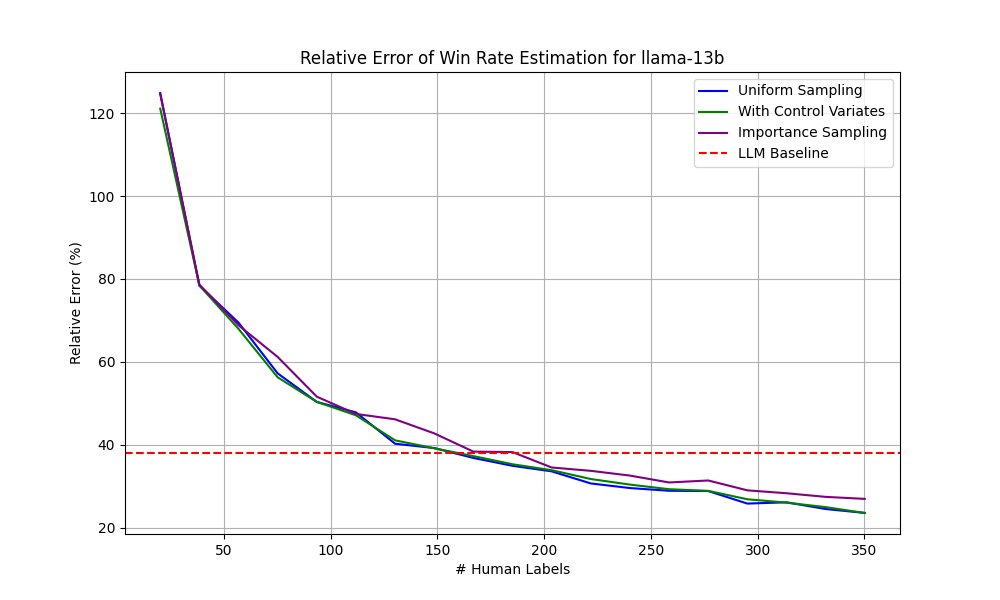 Relative Error of Win Rate Estimation for llama-13b
Uniform Sampling
With Control Variates
Importance Sampling
LLM Baseline
Relative Error (%)
120
100
80
60
40
20
50 100 150 200 250 300 350
# Human Labels